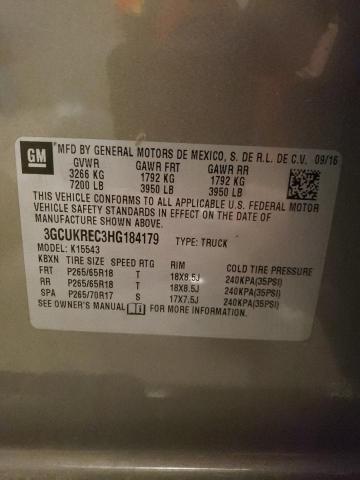 GM MFD BY GENERAL MOTORS DE MEXICO, S. DE R.L. DE C.V. 09/16
GVWR GAWR FRT GAWR RR
3266 KG 1792 KG 1792 KG
7200 LB 3950 LB 3950 LB
THIS VEHICLE CONFORMS TO ALL APPLICABLE U.S. FEDERAL MOTOR
VEHICLE SAFETY STANDARDS IN EFFECT ON THE DATE OF
MANUFACTURE SHOWN ABOVE.
3GCUKREC3HG184179 TYPE: TRUCK
MODEL: K15543
KBXN TIRE SIZE SPEED RTG RIM COLD TIRE PRESSURE
FRT P265/65R18 T 18X8.5J 240KPA(35PSI)
RR P265/65R18 T 18X8.5J 240KPA(35PSI)
SPA P265/70R17 S 17X7.5J 240KPA(35PSI)
SEE OWNER'S MANUAL FOR MORE INFORMATION.